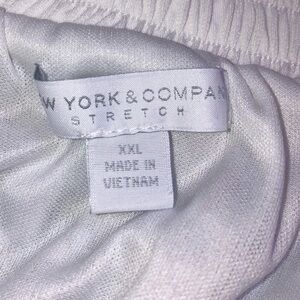 W YORK & COMPAN
STRETCH
XXL
MADE IN
VIETNAM